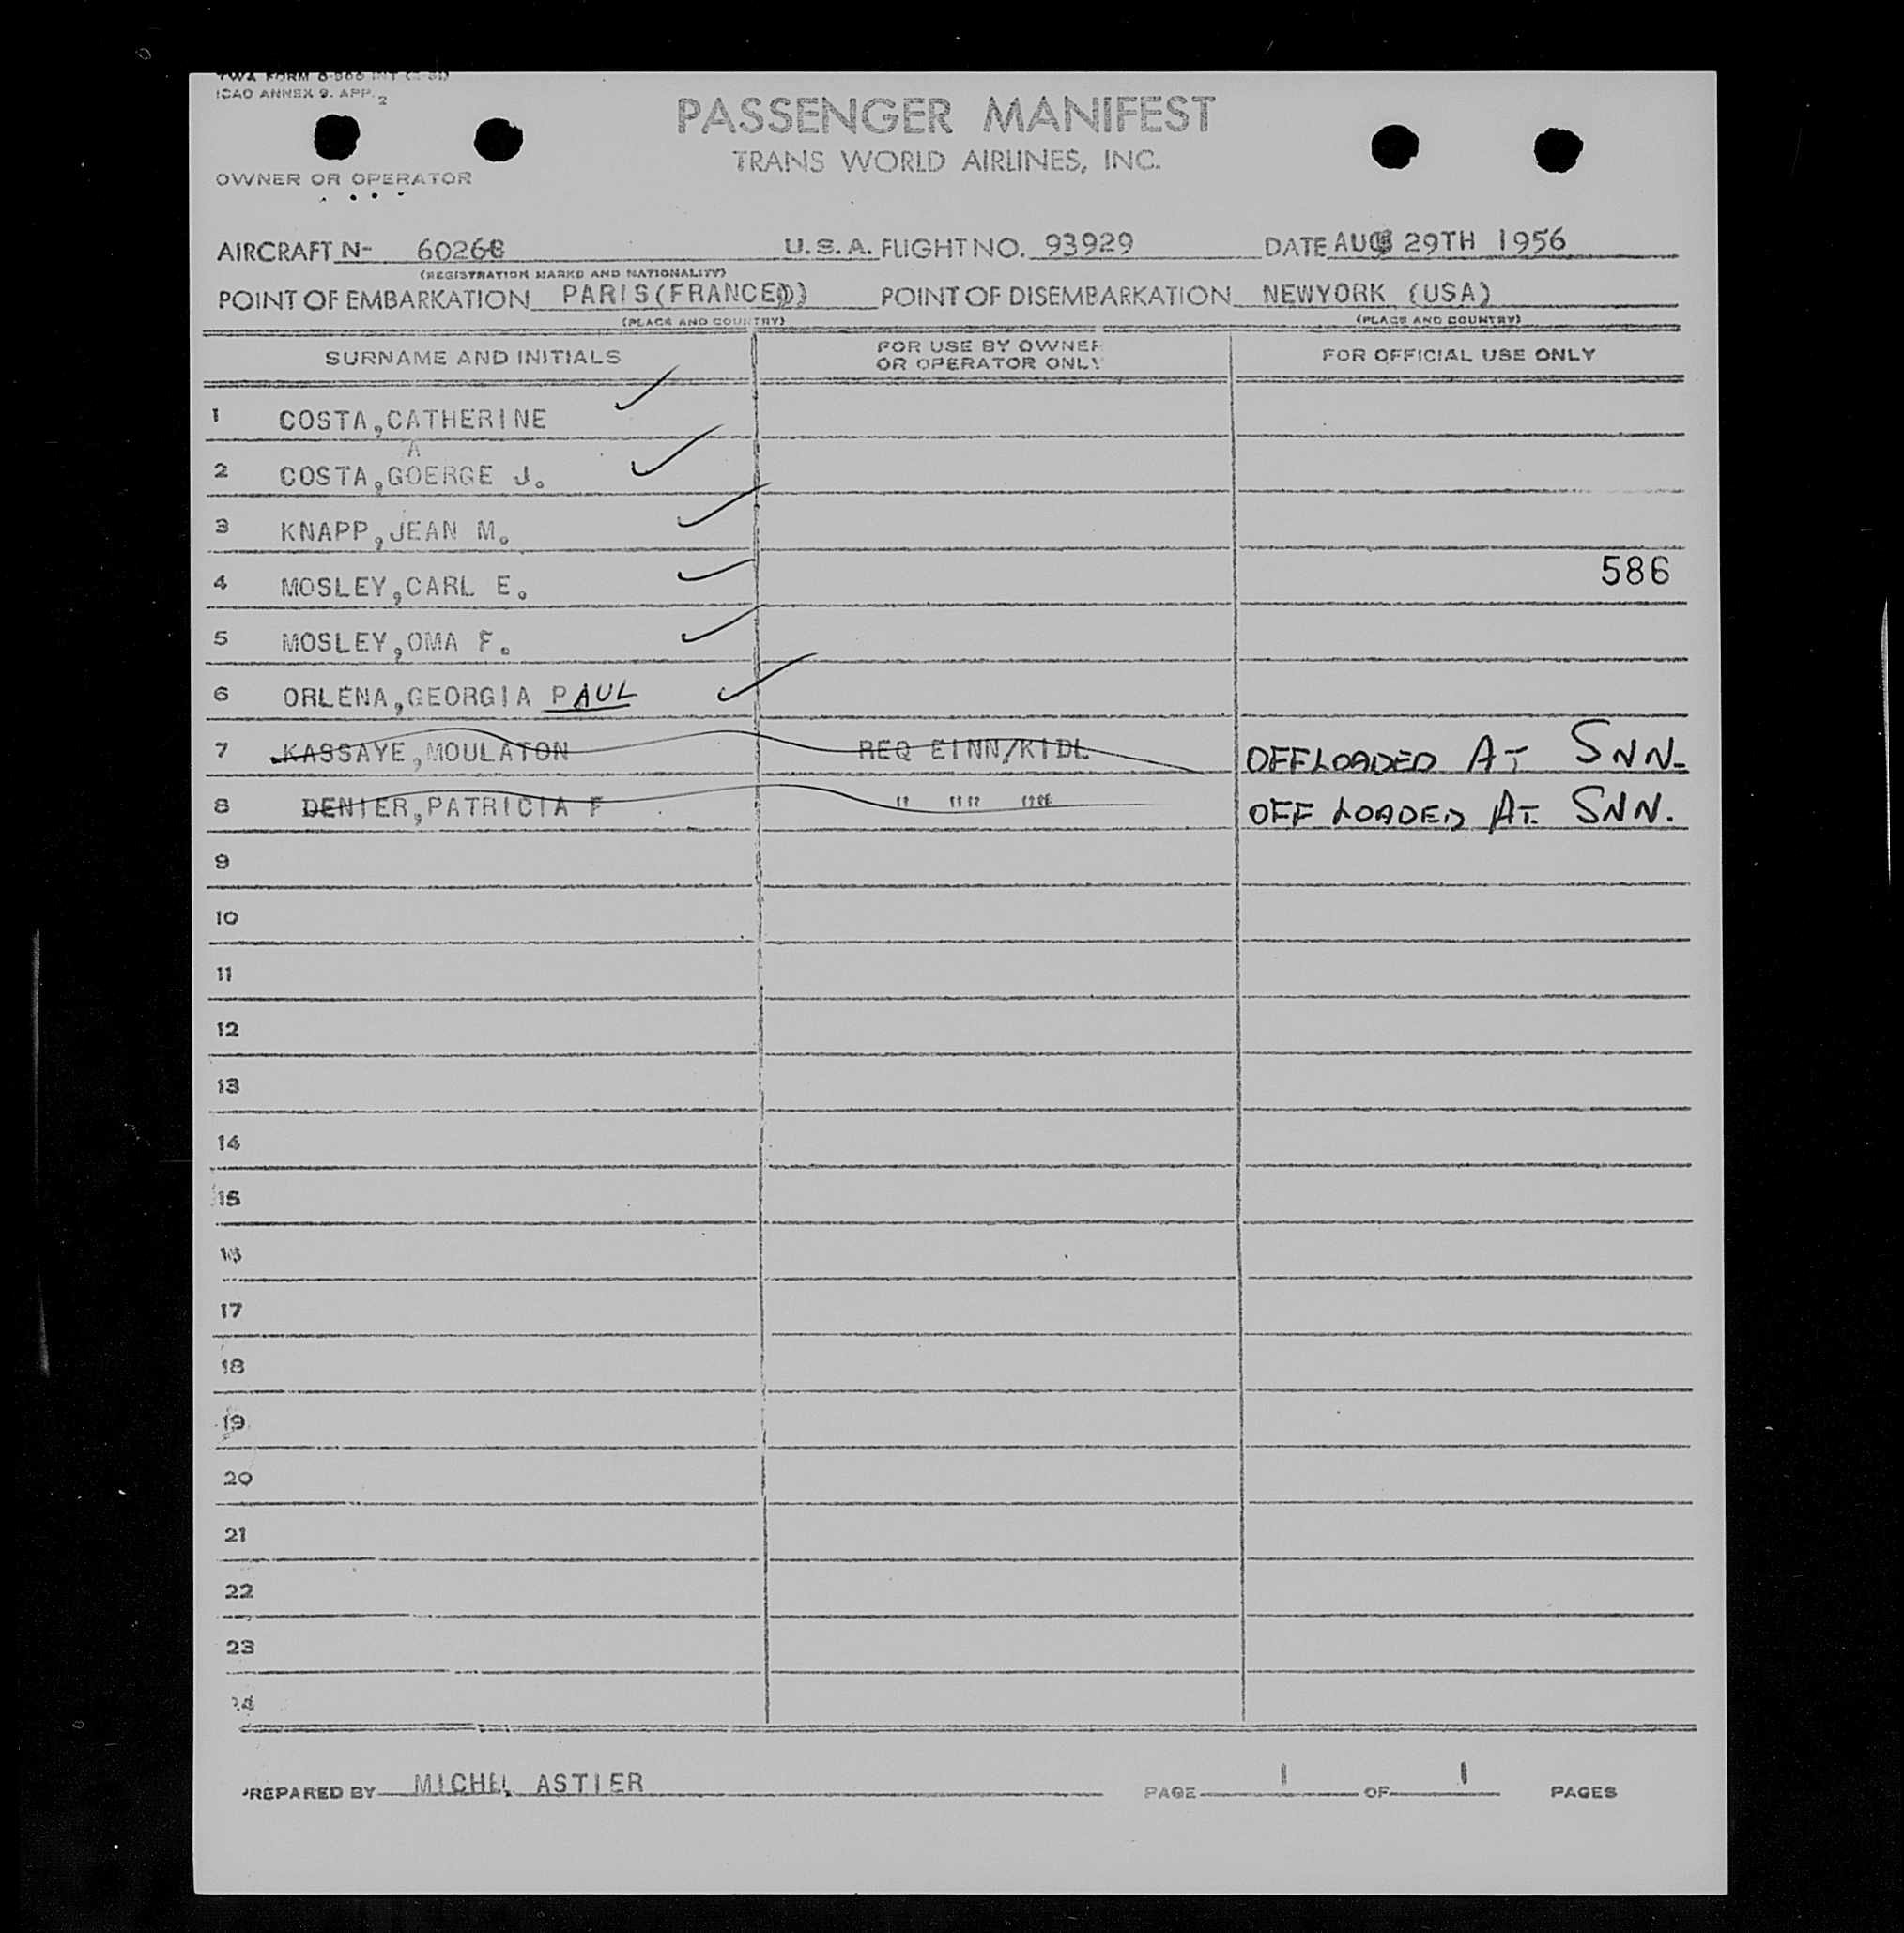 TWA FORM
ICAO ANNEX 9. APP. 2
PASSENGER MANIFEST
TRANS WORLD AIRLINES, INC.
OWNER OR OPERATOR
AIRCRAFT N- 60268 U.S.A. FLIGHT NO. 93929 DATE AUG 29TH 1956
(REGISTRATION MARKS AND NATIONALITY)
POINT OF EMBARKATION PARIS(FRANCE) POINT OF DISEMBARKATION NEWYORK (USA)
(PLACE AND COUNTRY) (PLACE AND COUNTRY)
SURNAME AND INITIALS FOR USE BY OWNER OR OPERATOR ONLY FOR OFFICIAL USE ONLY
1 COSTA,CATHERINE
A
2 COSTA,GOERGE J.
3 KNAPP,JEAN M.
586
4 MOSLEY,CARL E.
5 MOSLEY,OMA F.
6 ORLENA,GEORGIA PAUL
7 KASSAYE,MOULATON REQ EINN/KIDL OFFLOADED AT SNN.
8 DENIER,PATRICIA F " "" "" OFF LOADED AT SNN.
9
10
11
12
13
14
15
16
17
18
19
20
21
22
23
24
PREPARED BY MICHEL ASTIER PAGE 1 OF 1 PAGES